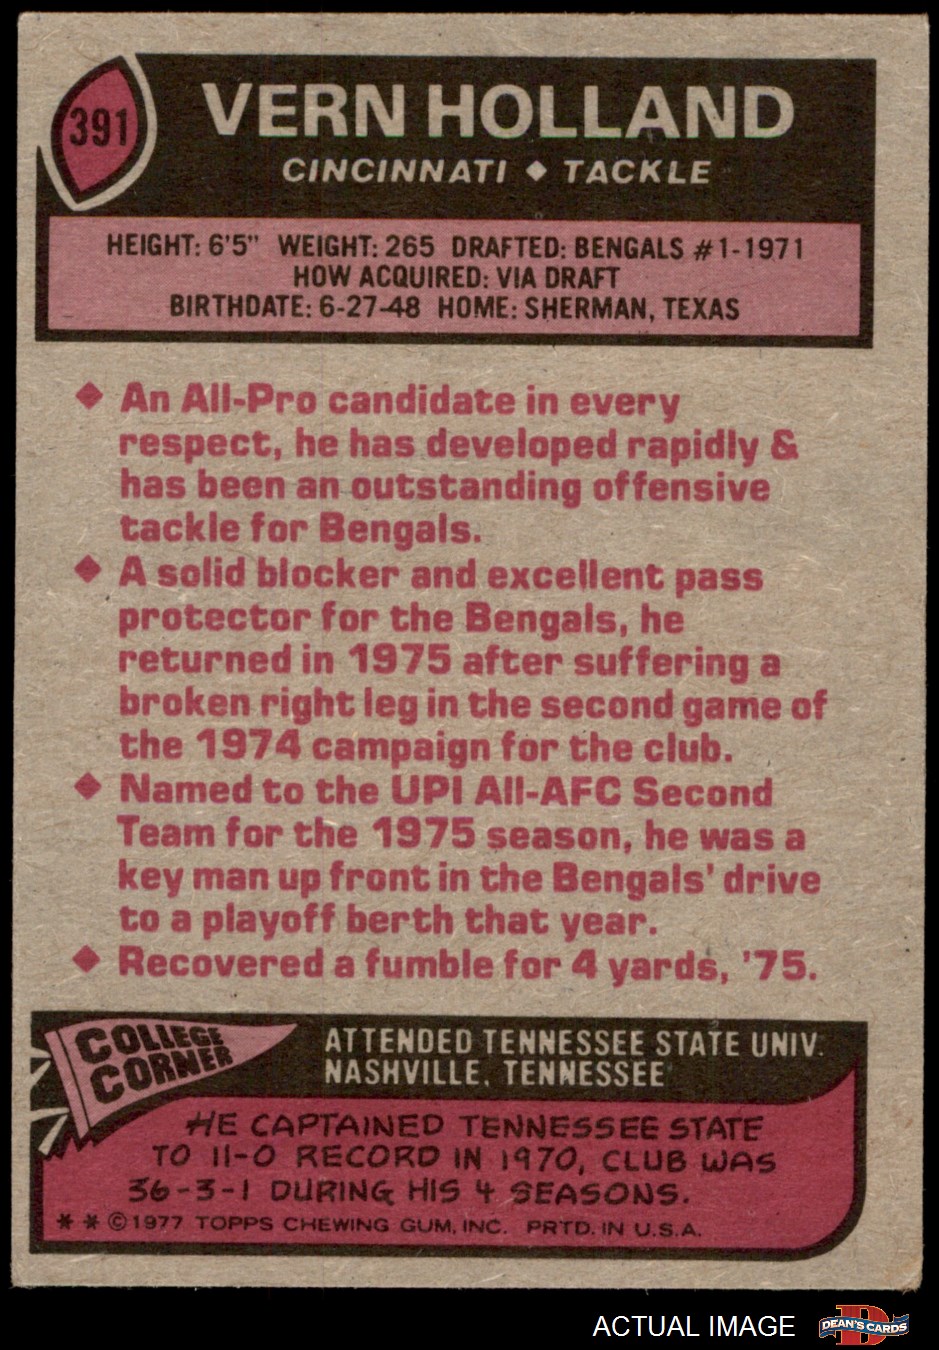 391
VERN HOLLAND
CINCINNATI ◆ TACKLE
HEIGHT: 6'5" WEIGHT: 265 DRAFTED: BENGALS #1-1971
HOW ACQUIRED: VIA DRAFT
BIRTHDATE: 6-27-48 HOME: SHERMAN, TEXAS
◆ An All-Pro candidate in every
respect, he has developed rapidly &
has been an outstanding offensive
tackle for Bengals.
◆ A solid blocker and excellent pass
protector for the Bengals, he
returned in 1975 after suffering a
broken right leg in the second game of
the 1974 campaign for the club.
◆ Named to the UPI All-AFC Second
Team for the 1975 season, he was a
key man up front in the Bengals' drive
to a playoff berth that year.
◆ Recovered a fumble for 4 yards, '75.
COLLEGE
CORNER
ATTENDED TENNESSEE STATE UNIV.
NASHVILLE, TENNESSEE
HE CAPTAINED TENNESSEE STATE
TO 11-0 RECORD IN 1970, CLUB WAS
36-3-1 DURING HIS 4 SEASONS.
* * © 1977 TOPPS CHEWING GUM, INC. PRTD. IN U.S.A.
ACTUAL IMAGE
D
DEAN'S CARDS